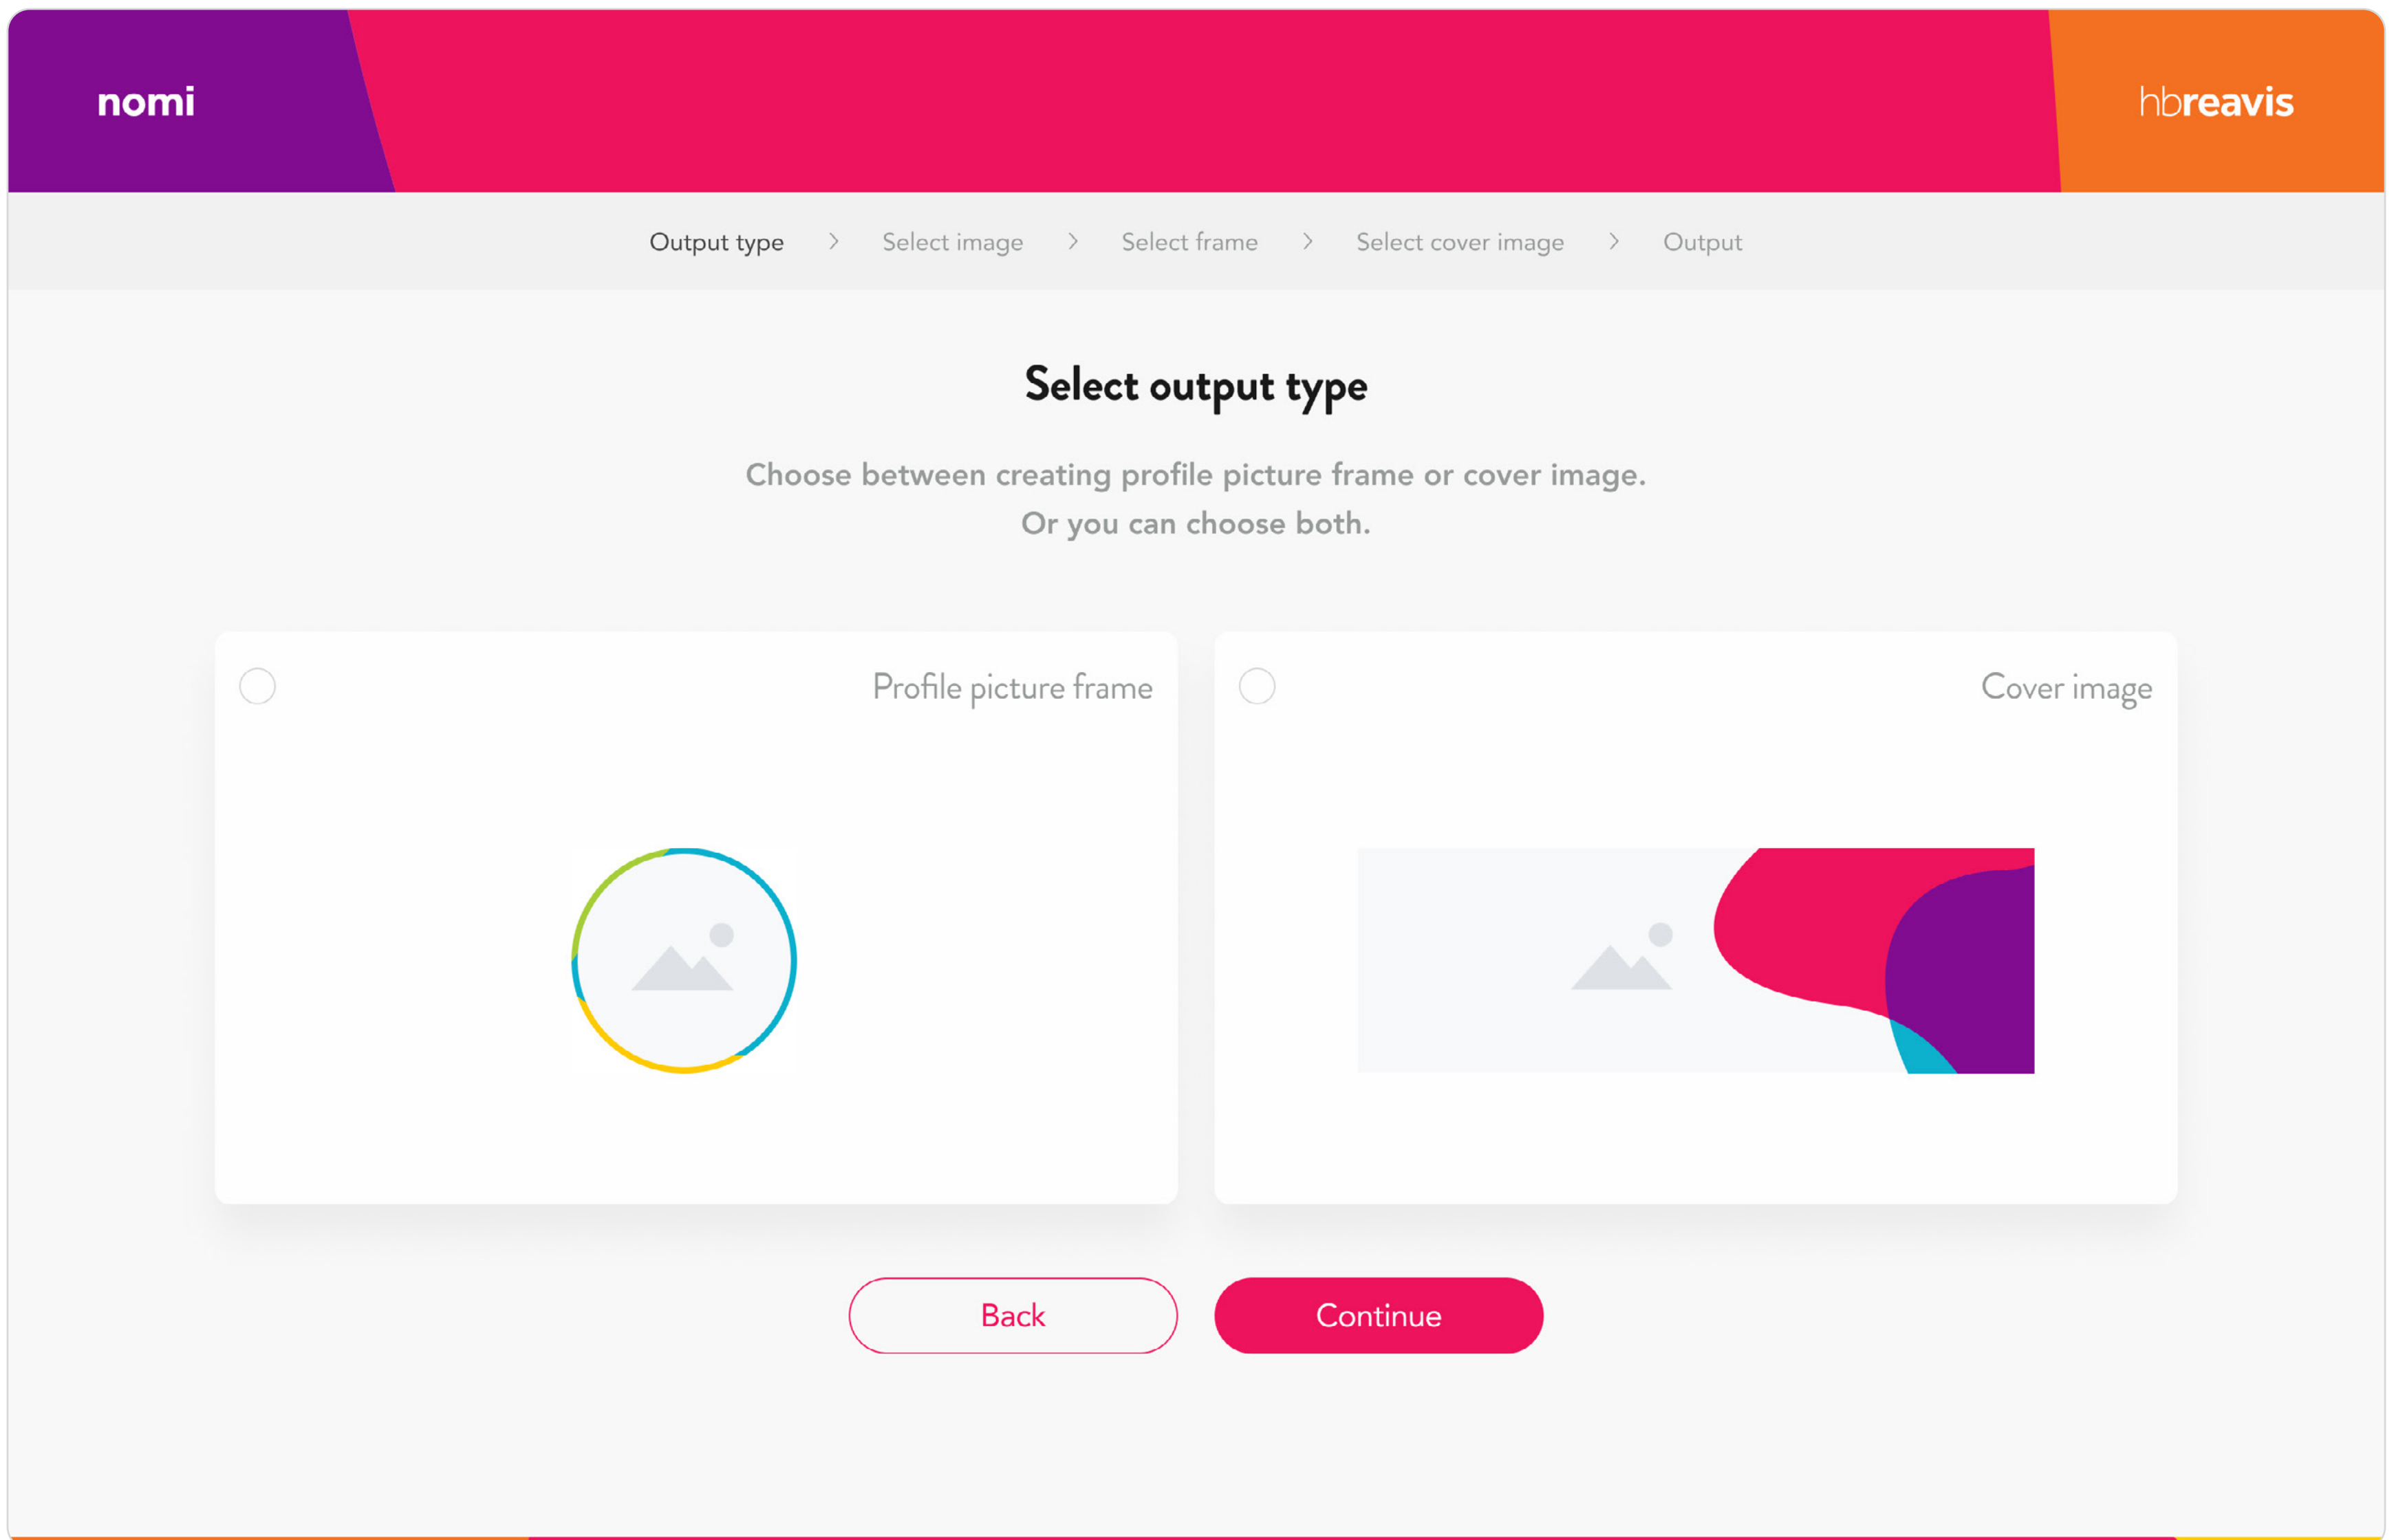 nomi
hbreavis
Output type > Select image > Select frame > Select cover image > Output
Select output type
Choose between creating profile picture frame or cover image.
Or you can choose both.
Profile picture frame
Cover image
Back
Continue